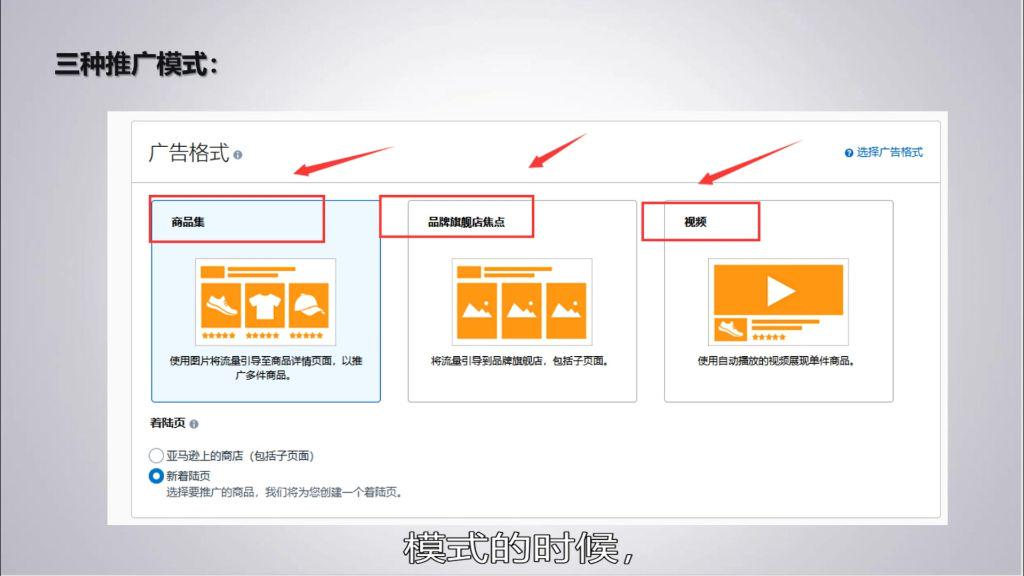 三种推广模式：
广告格式
选择广告格式
商品集
品牌旗舰店焦点
视频
使用图片将流量引导至商品详情页面，以推
广多件商品。
将流量引导到品牌旗舰店，包括子页面。
使用自动播放的视频展现单件商品。
着陆页
亚马逊上的商店（包括子页面）
新着陆页
选择要推广的商品，我们将为您创建一个着陆页。
模式的时候，